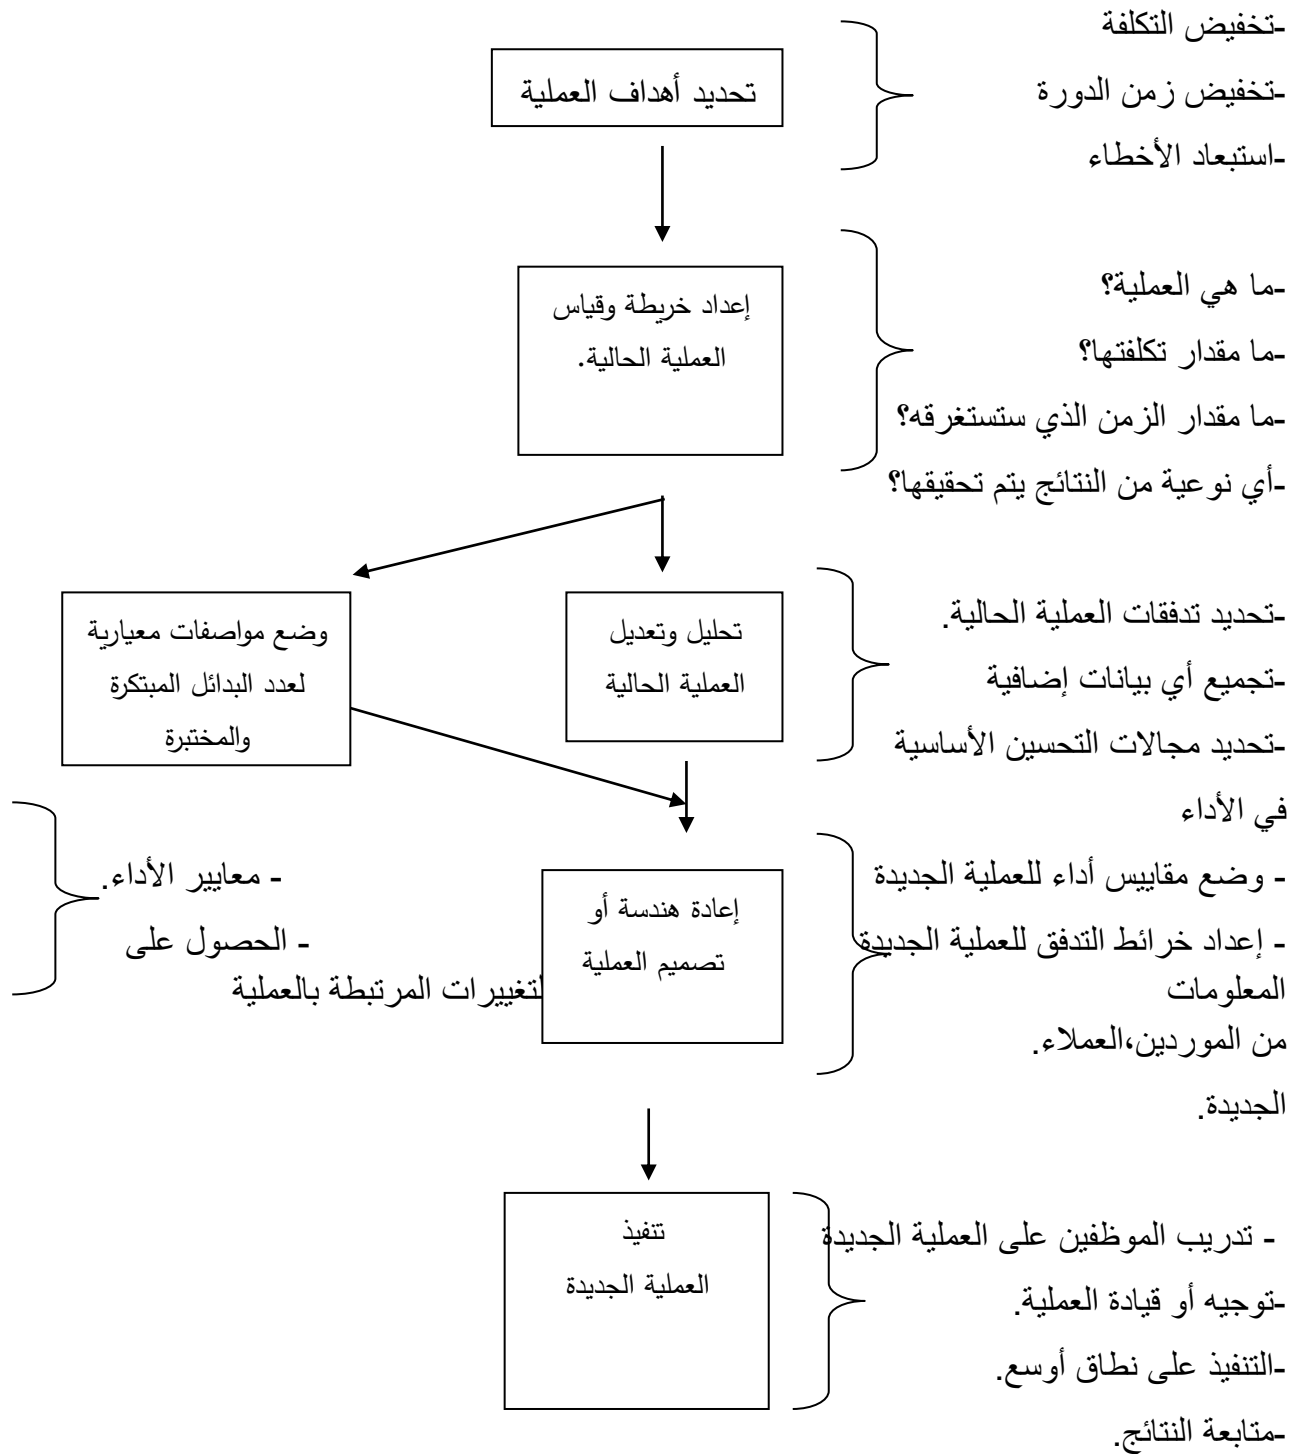 -تخفيض التكلفة
تحديد أهداف العملية
-تخفيض زمن الدورة
-استبعاد الأخطاء
-ما هي العملية؟
-ما مقدار تكلفتها؟
-ما مقدار الزمن الذي ستستغرقه؟
-أي نوعية من النتائج يتم تحقيقها؟
إعداد خريطة وقياس
العملية الحالية.
-تحديد تدفقات العملية الحالية.
-تجميع أي بيانات إضافية
-تحديد مجالات التحسين الأساسية
في الأداء
تحليل وتعديل
العملية الحالية
وضع مواصفات معيارية
لعدد البدائل المبتكرة
والمختبرة
- وضع مقاييس أداء للعملية الجديدة
- إعداد خرائط التدفق للعملية الجديدة
المعلومات
من الموردين،العملاء.
الجديدة.
إعادة هندسة أو
تصميم العملية
- معايير الأداء.
- الحصول على
لتغييرات المرتبطة بالعملية
تنفيذ
العملية الجديدة
- تدريب الموظفين على العملية الجديدة
-توجيه أو قيادة العملية.
-التنفيذ على نطاق أوسع.
-متابعة النتائج.